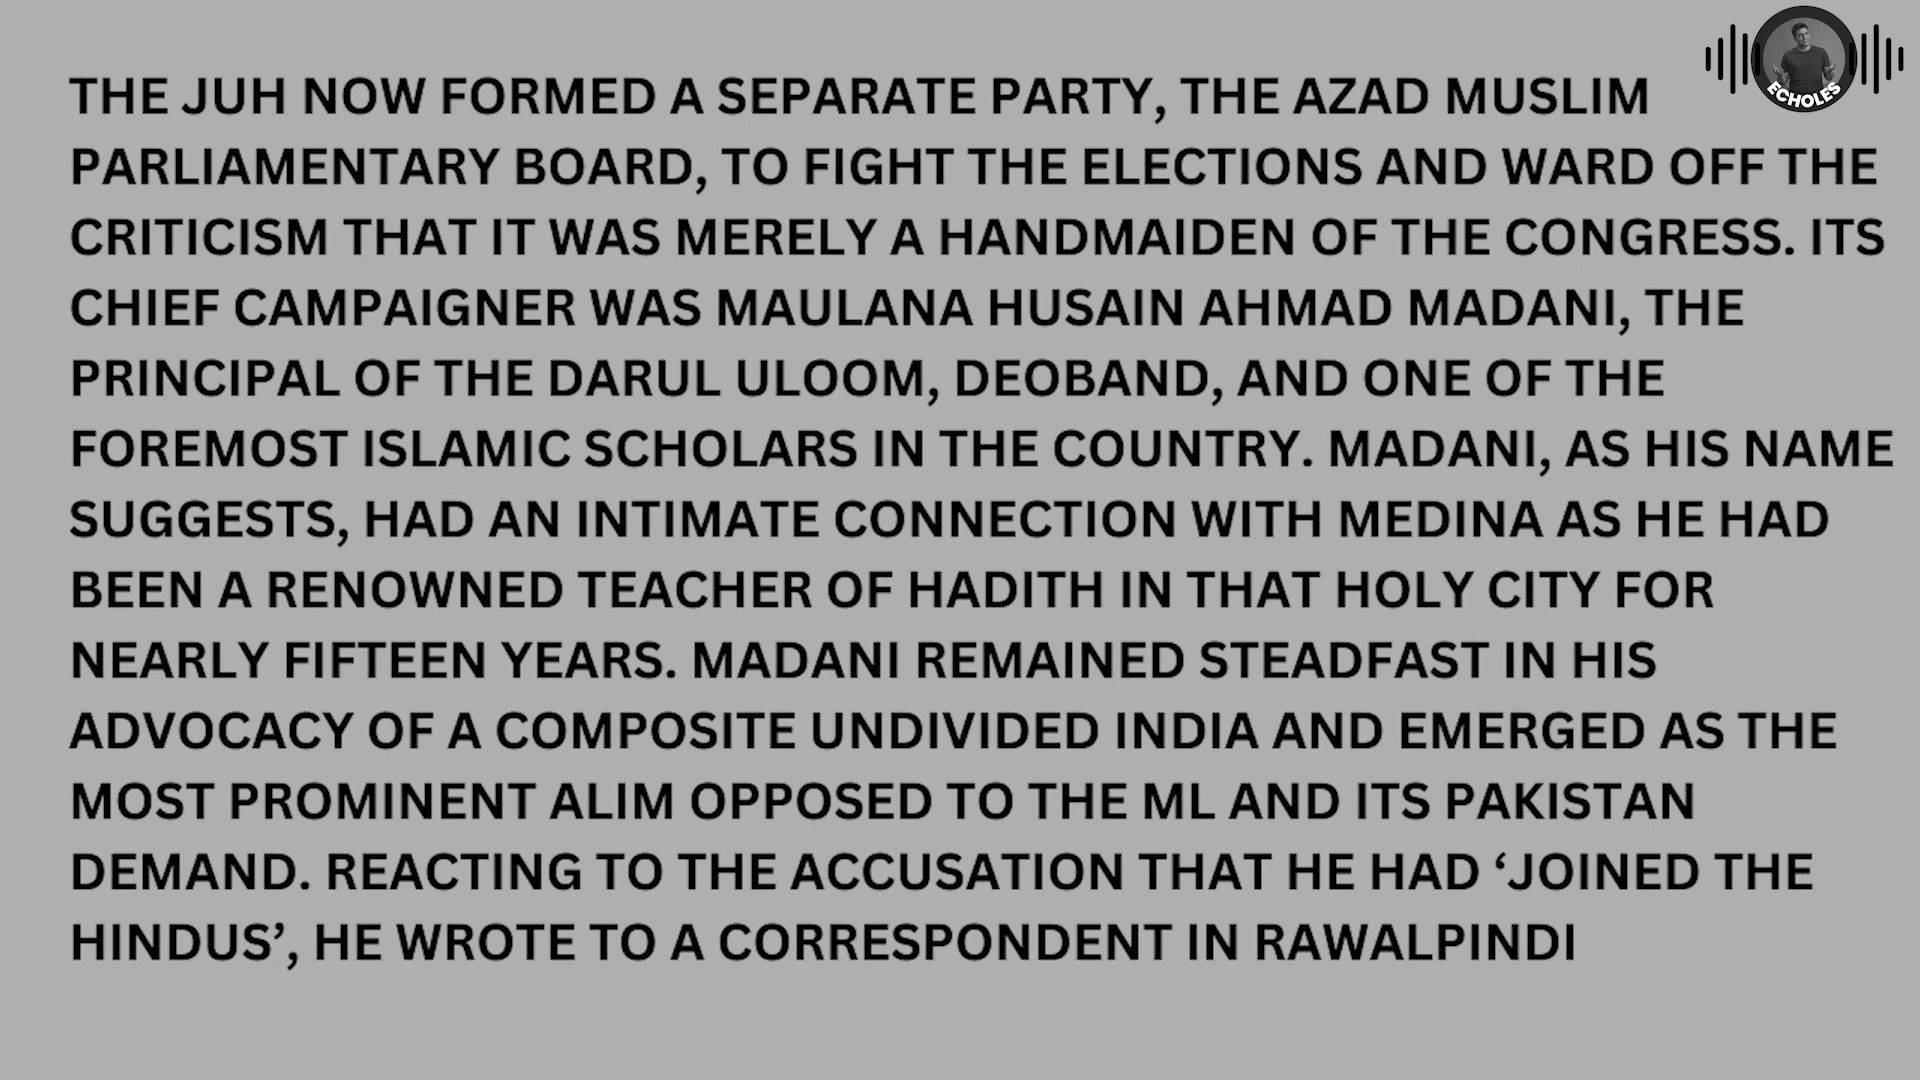 ECHOLES
THE JUH NOW FORMED A SEPARATE PARTY, THE AZAD MUSLIM
PARLIAMENTARY BOARD, TO FIGHT THE ELECTIONS AND WARD OFF THE
CRITICISM THAT IT WAS MERELY A HANDMAIDEN OF THE CONGRESS. ITS
CHIEF CAMPAIGNER WAS MAULANA HUSAIN AHMAD MADANI, THE
PRINCIPAL OF THE DARUL ULOOM, DEOBAND, AND ONE OF THE
FOREMOST ISLAMIC SCHOLARS IN THE COUNTRY. MADANI, AS HIS NAME
SUGGESTS, HAD AN INTIMATE CONNECTION WITH MEDINA AS HE HAD
BEEN A RENOWNED TEACHER OF HADITH IN THAT HOLY CITY FOR
NEARLY FIFTEEN YEARS. MADANI REMAINED STEADFAST IN HIS
ADVOCACY OF A COMPOSITE UNDIVIDED INDIA AND EMERGED AS THE
MOST PROMINENT ALIM OPPOSED TO THE ML AND ITS PAKISTAN
DEMAND. REACTING TO THE ACCUSATION THAT HE HAD ‘JOINED THE
HINDUS’, HE WROTE TO A CORRESPONDENT IN RAWALPINDI